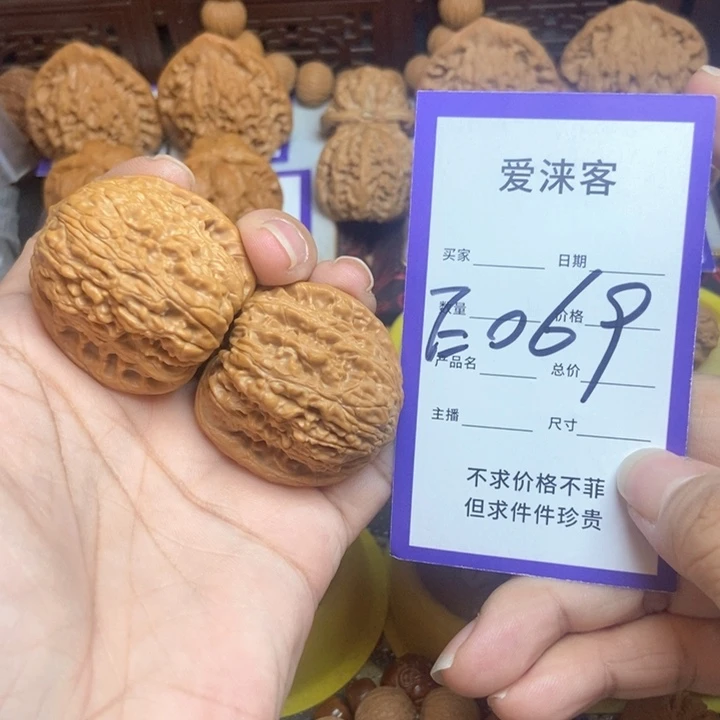 爱涞客
买家 日期
数量 价格
E069
产品名 总价
主播 尺寸
不求价格不菲
但求件件珍贵